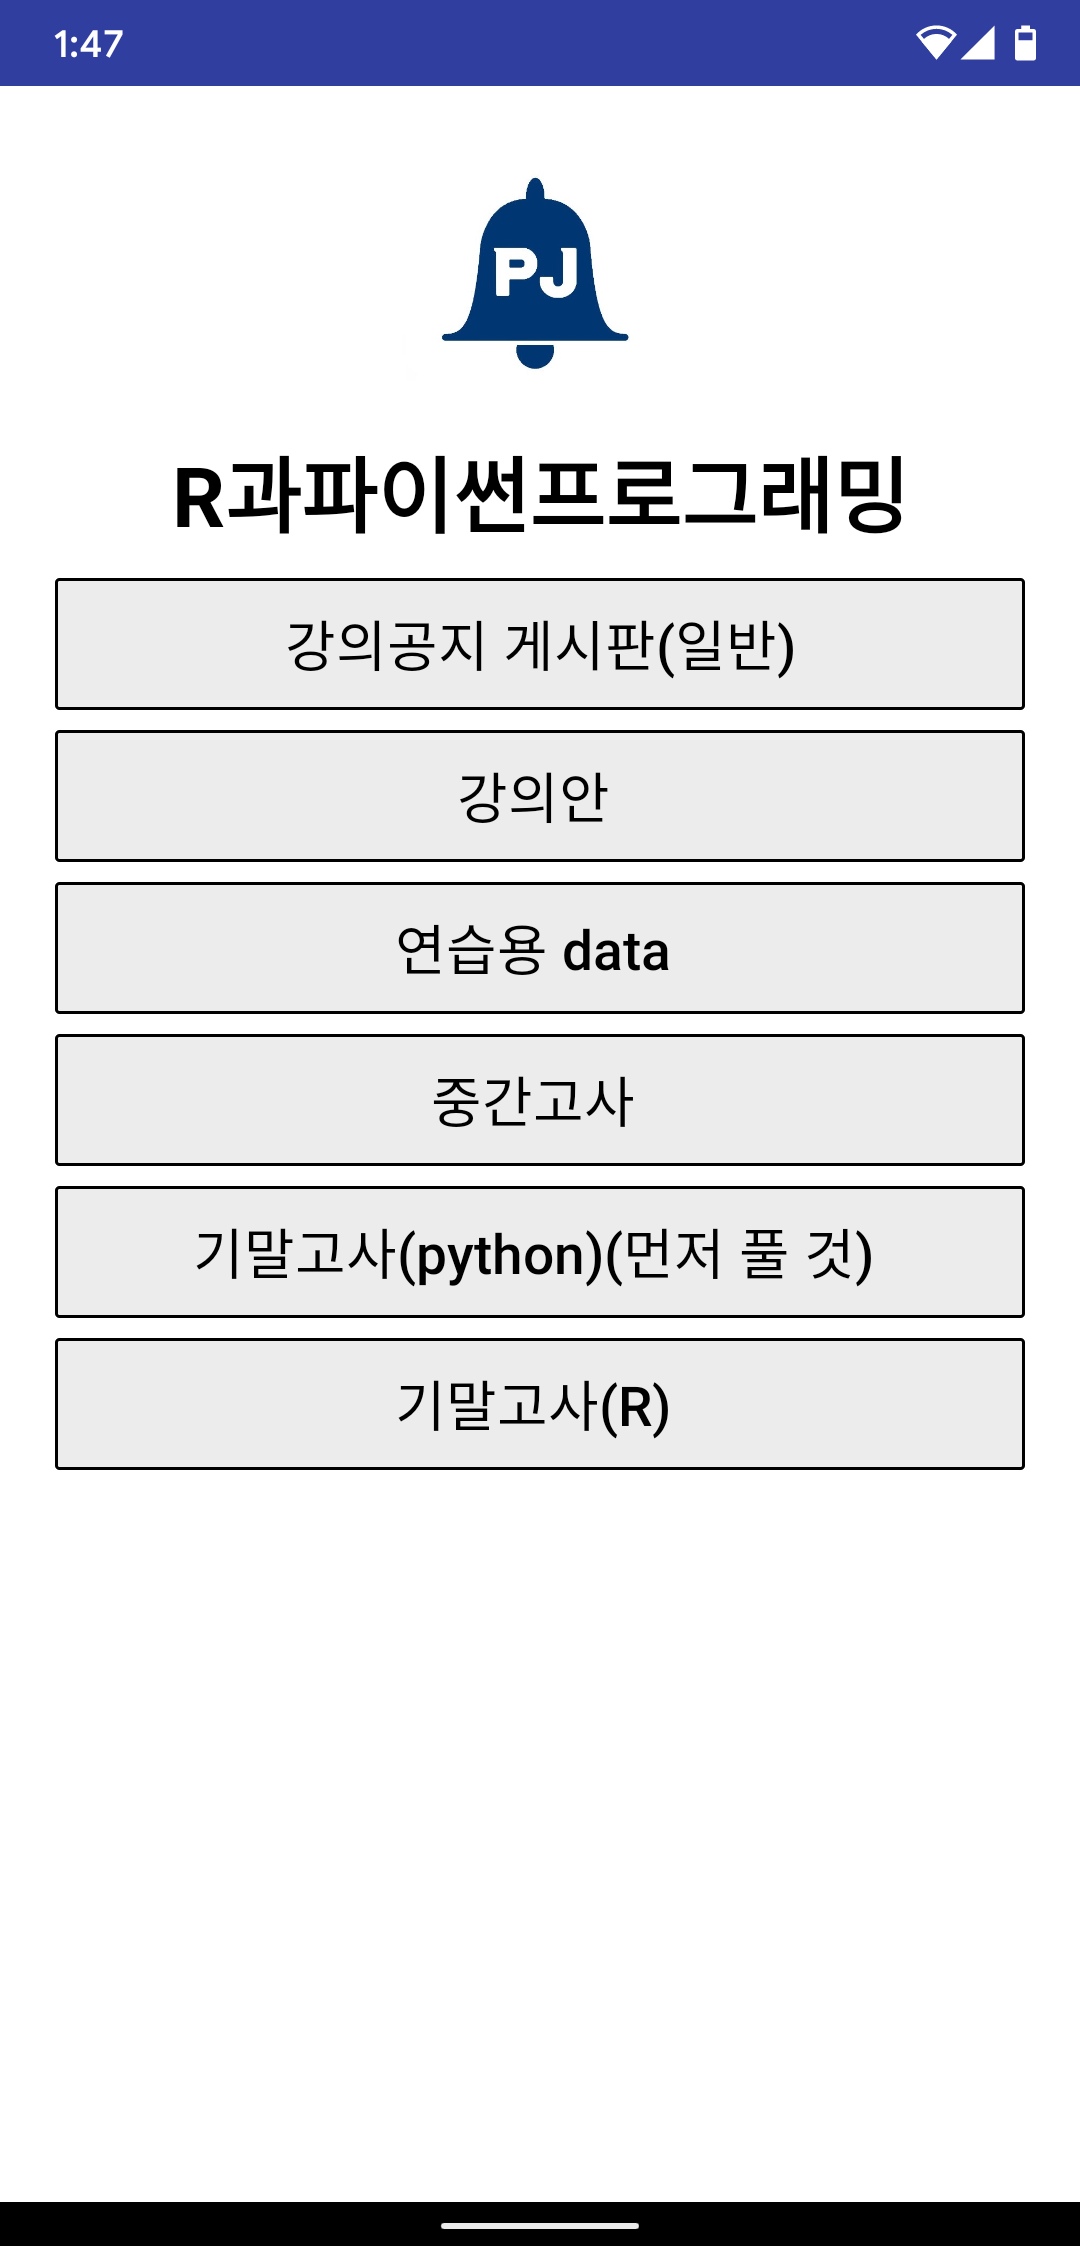 1:47
PJ
R과파이썬프로그래밍
강의공지 게시판(일반)
강의안
연습용 data
중간고사
기말고사(python)(먼저 풀 것)
기말고사(R)